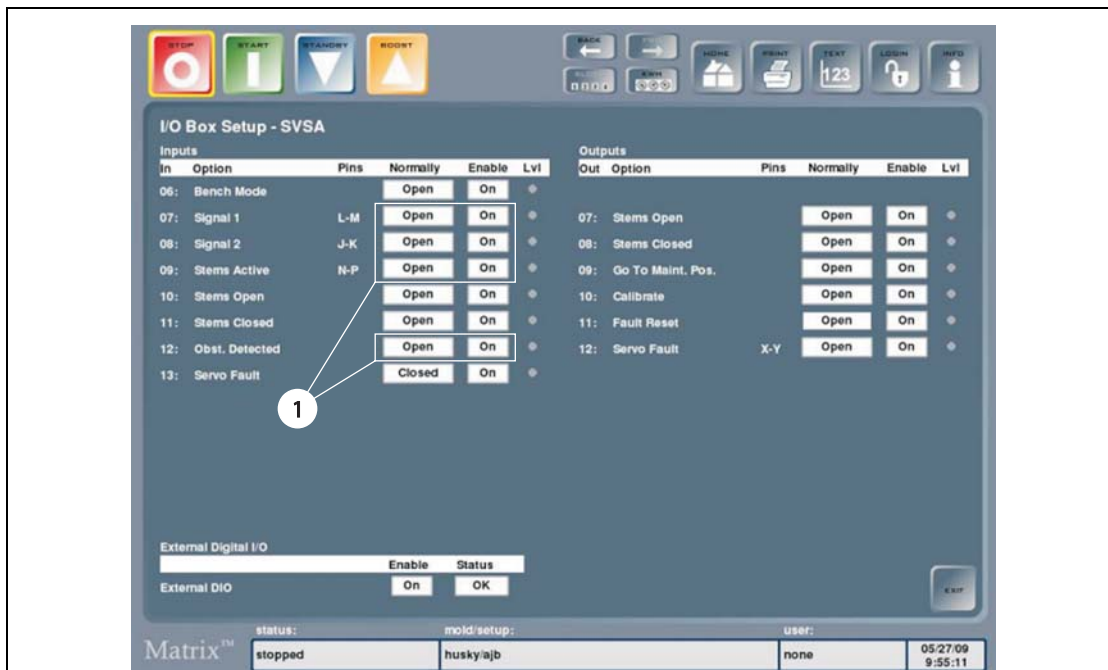 STOP START STANDBY BOOST BACK HOME PRINT TEXT LOGIN INFO
123
I/O Box Setup - SVSA
Inputs
In Option Pins Normally Enable Lvl
06: Bench Mode Open On
07: Signal 1 L-M Open On
08: Signal 2 J-K Open On
09: Stems Active N-P Open On
10: Stems Open Open On
11: Stems Closed Open On
12: Obst. Detected Open On
13: Servo Fault Closed On
1
Outputs
Out Option Pins Normally Enable Lvl
07: Stems Open Open On
08: Stems Closed Open On
09: Go To Maint. Pos. Open On
10: Calibrate Open On
11: Fault Reset Open On
12: Servo Fault X-Y Open On
External Digital I/O
Enable Status
External DIO On OK
EXIT
Matrix™
status: mold/setup: user:
stopped husky/ajb none 05/27/09
9:55:11